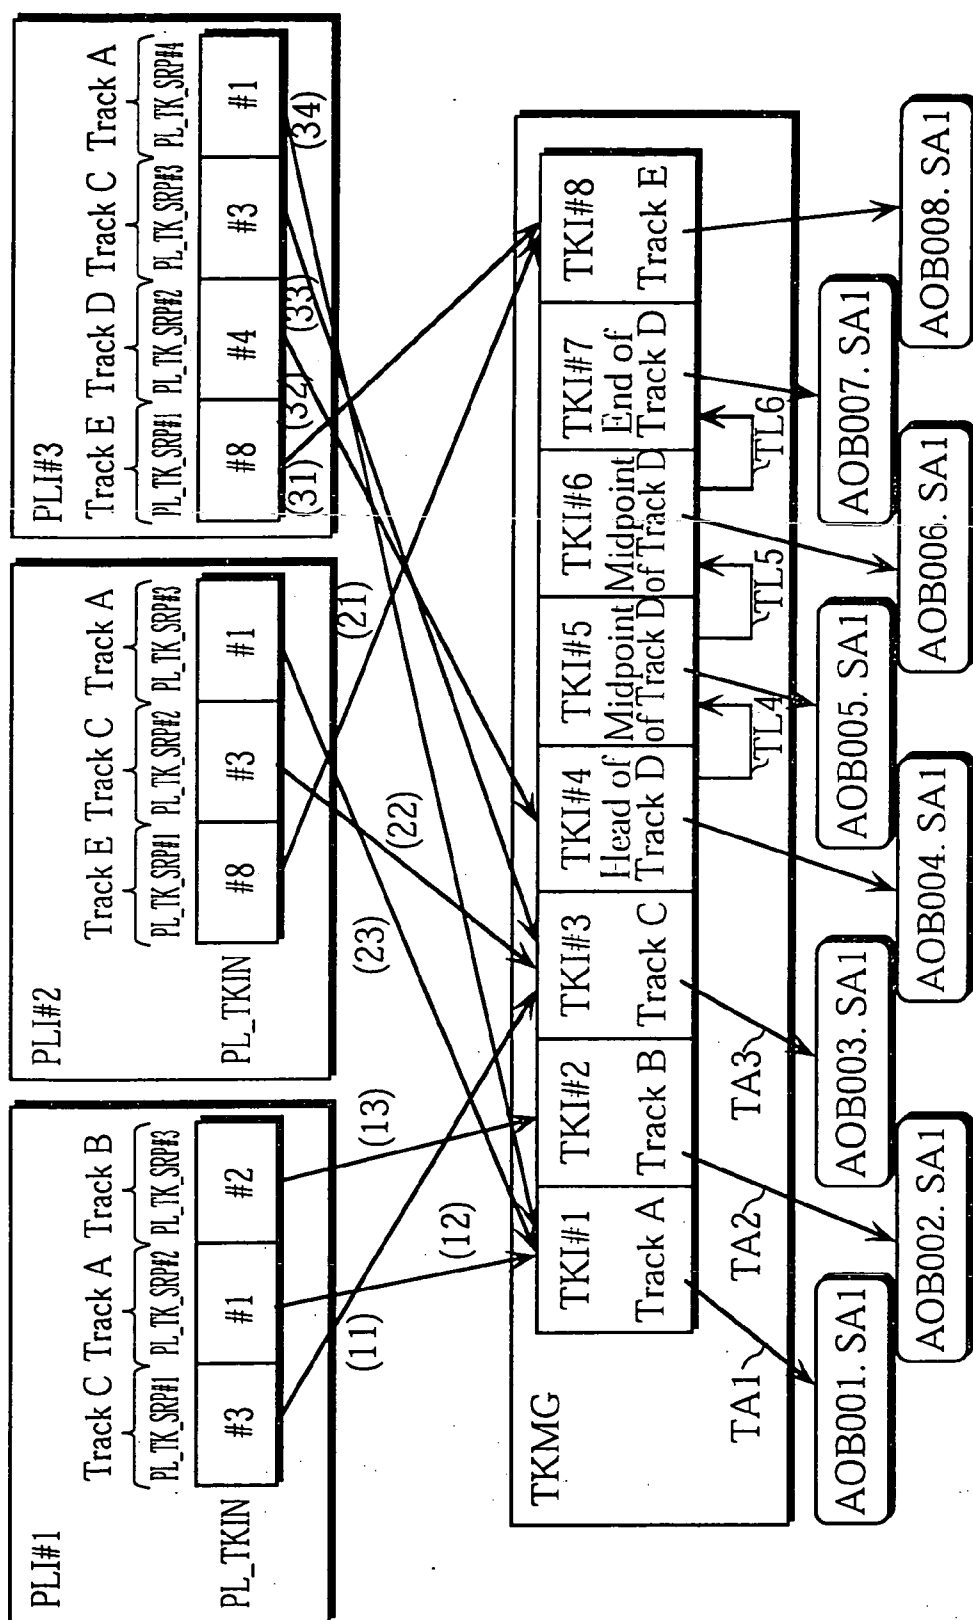 PLI#1
Track C Track A Track B
PL_TK_SRP#1 PL_TK_SRP#2 PL_TK_SRP#3
PL_TKIN #3 #1 #2
(11) (12) (13)
PLI#2
Track E Track C Track A
PL_TK_SRP#1 PL_TK_SRP#2 PL_TK_SRP#3
PL_TKIN #8 #3 #1
(23) (22) (21)
PLI#3
Track E Track D Track C Track A
PL_TK_SRP#1 PL_TK_SRP#2 PL_TK_SRP#3 PL_TK_SRP#4
#8 #4 #3 #1
(31) (32) (33) (34)
TKMG
TKI#1
Track A
TKI#2
Track B
TKI#3
Track C
TKI#4
Head of
Track D
TKI#5
Midpoint
of Track D
TKI#6
Midpoint
of Track D
TKI#7
End of
Track D
TKI#8
Track E
TA1 TA2 TA3 TL4 TL5 TL6
AOB001. SA1
AOB002. SA1
AOB003. SA1
AOB004. SA1
AOB005. SA1
AOB006. SA1
AOB007. SA1
AOB008. SA1